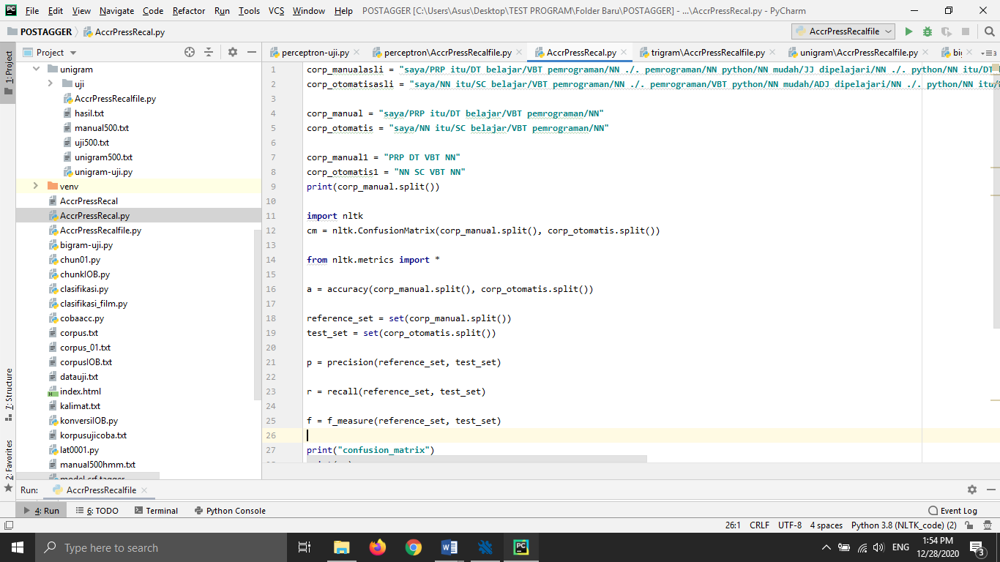 PC File Edit View Navigate Code Refactor Run Tools VCS Window Help POSTAGGER [C:\Users\Asus\Desktop\TEST PROGRAM\Folder Baru\POSTAGGER] - ...\AccrPressRecal.py - PyCharm
POSTAGGER AccrPressRecal.py AccrPressRecalfile
1: Project
Project
perceptron-uji.py perceptron\AccrPressRecalfile.py AccrPressRecal.py trigram\AccrPressRecalfile.py unigram\AccrPressRecalfile.py 3
unigram
uji
AccrPressRecalfile.py
hasil.txt
manual500.txt
uji500.txt
unigram500.txt
unigram-uji.py
venv
AccrPressRecal
AccrPressRecal.py
AccrPressRecalfile.py
bigram-uji.py
chun01.py
chunkIOB.py
clasifikasi.py
clasifikasi_film.py
cobaacc.py
corpus.txt
corpus_01.txt
corpusIOB.txt
datauji.txt
index.html
kalimat.txt
konversiIOB.py
korpusujicoba.txt
lat0001.py
manual500hmm.txt
model.crf.tagger
1 corp_manualasli = "saya/PRP itu/DT belajar/VBT pemrograman/NN ./. pemrograman/NN python/NN mudah/JJ dipelajari/NN ./. python/NN itu/DT
2 corp_otomatisasli = "saya/NN itu/SC belajar/VBT pemrograman/NN ./. pemrograman/VBT python/NN mudah/ADJ dipelajari/NN ./. python/NN itu/
3
4 corp_manual = "saya/PRP itu/DT belajar/VBT pemrograman/NN"
5 corp_otomatis = "saya/NN itu/SC belajar/VBT pemrograman/NN"
6
7 corp_manual1 = "PRP DT VBT NN"
8 corp_otomatis1 = "NN SC VBT NN"
9 print(corp_manual.split())
10
11 import nltk
12 cm = nltk.ConfusionMatrix(corp_manual.split(), corp_otomatis.split())
13
14 from nltk.metrics import *
15
16 a = accuracy(corp_manual.split(), corp_otomatis.split())
17
18 reference_set = set(corp_manual.split())
19 test_set = set(corp_otomatis.split())
20
21 p = precision(reference_set, test_set)
22
23 r = recall(reference_set, test_set)
24
25 f = f_measure(reference_set, test_set)
26
27 print("confusion_matrix")
7: Structure
2: Favorites
Run: AccrPressRecalfile
4: Run 6: TODO Terminal Python Console Event Log
26:1 CRLF UTF-8 4 spaces Python 3.8 (NLTK_code) (2)
Type here to search
PC
ENG
1:54 PM
12/28/2020
3